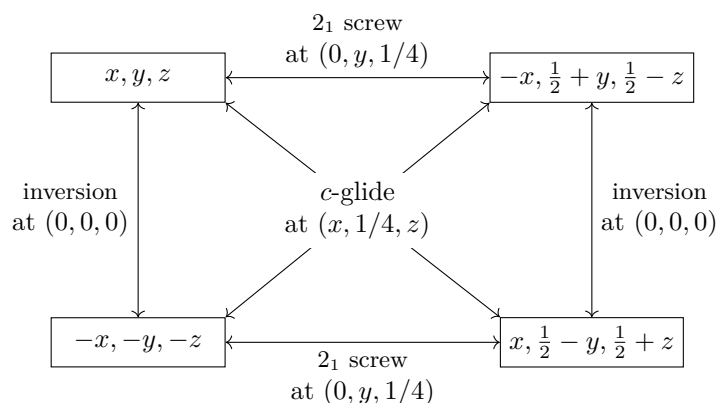 2₁ screw
at (0, y, 1/4)
x, y, z
−x, ½ + y, ½ − z
inversion
at (0, 0, 0)
c-glide
at (x, 1/4, z)
inversion
at (0, 0, 0)
−x, −y, −z
x, ½ − y, ½ + z
2₁ screw
at (0, y, 1/4)